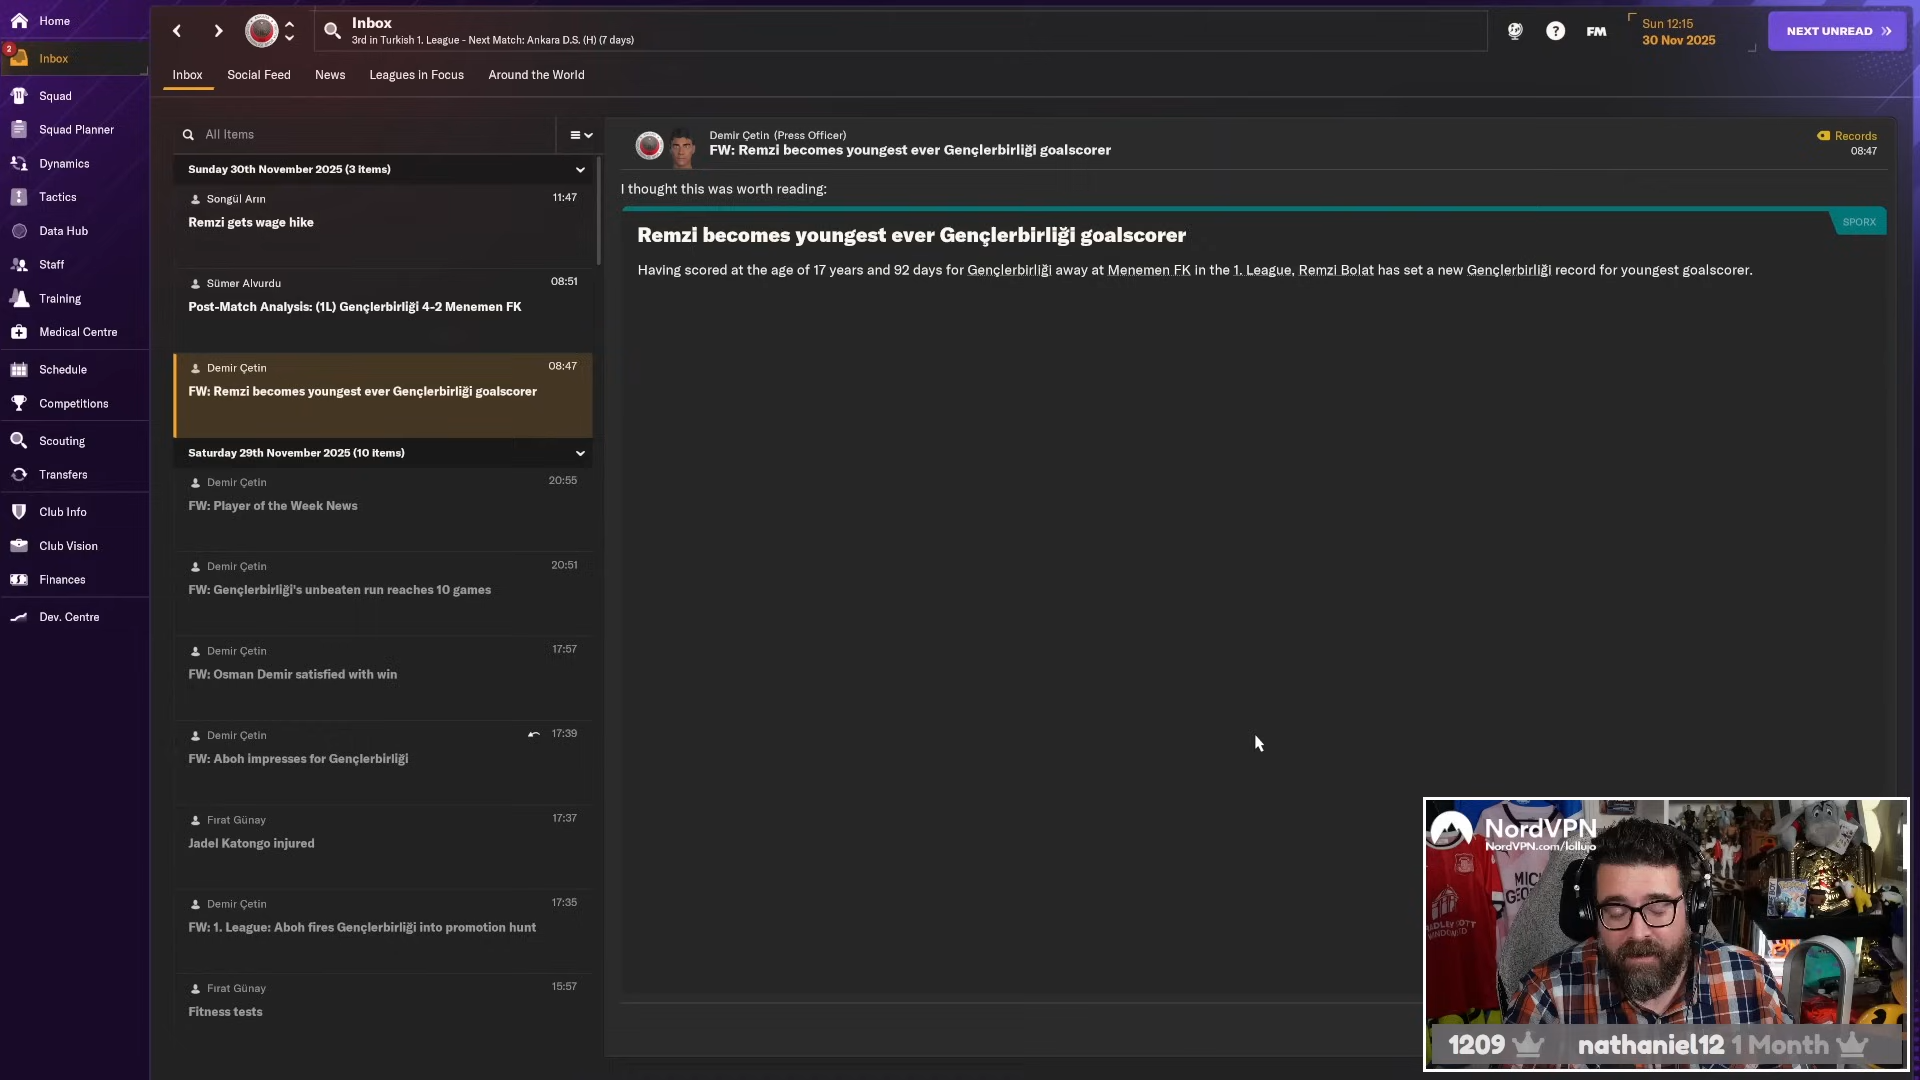 Home
2
Inbox
Squad
Squad Planner
Dynamics
Tactics
Data Hub
Staff
Training
Medical Centre
Schedule
Competitions
Scouting
Transfers
Club Info
Club Vision
Finances
Dev. Centre
Inbox
3rd in Turkish 1. League - Next Match: Ankara D.S. (H) (7 days)
FM
Sun 12:15
30 Nov 2025
NEXT UNREAD
Inbox
Social Feed
News
Leagues in Focus
Around the World
All Items
Sunday 30th November 2025 (3 items)
Songül Arın
11:47
Remzi gets wage hike
Sümer Alvurdu
08:51
Post-Match Analysis: (1L) Gençlerbirliği 4-2 Menemen FK
Demir Çetin
08:47
FW: Remzi becomes youngest ever Gençlerbirliği goalscorer
Saturday 29th November 2025 (10 items)
Demir Çetin
20:55
FW: Player of the Week News
Demir Çetin
20:51
FW: Gençlerbirliği's unbeaten run reaches 10 games
Demir Çetin
17:57
FW: Osman Demir satisfied with win
Demir Çetin
17:39
FW: Aboh impresses for Gençlerbirliği
Fırat Günay
17:37
Jadel Katongo injured
Demir Çetin
17:35
FW: 1. League: Aboh fires Gençlerbirliği into promotion hunt
Fırat Günay
15:57
Fitness tests
Demir Çetin (Press Officer)
FW: Remzi becomes youngest ever Gençlerbirliği goalscorer
Records
08:47
I thought this was worth reading:
SPORX
Remzi becomes youngest ever Gençlerbirliği goalscorer
Having scored at the age of 17 years and 92 days for Gençlerbirliği away at Menemen FK in the 1. League, Remzi Bolat has set a new Gençlerbirliği record for youngest goalscorer.
NordVPN
NordVPN.com/lollujo
1209
nathaniel12 1 Month